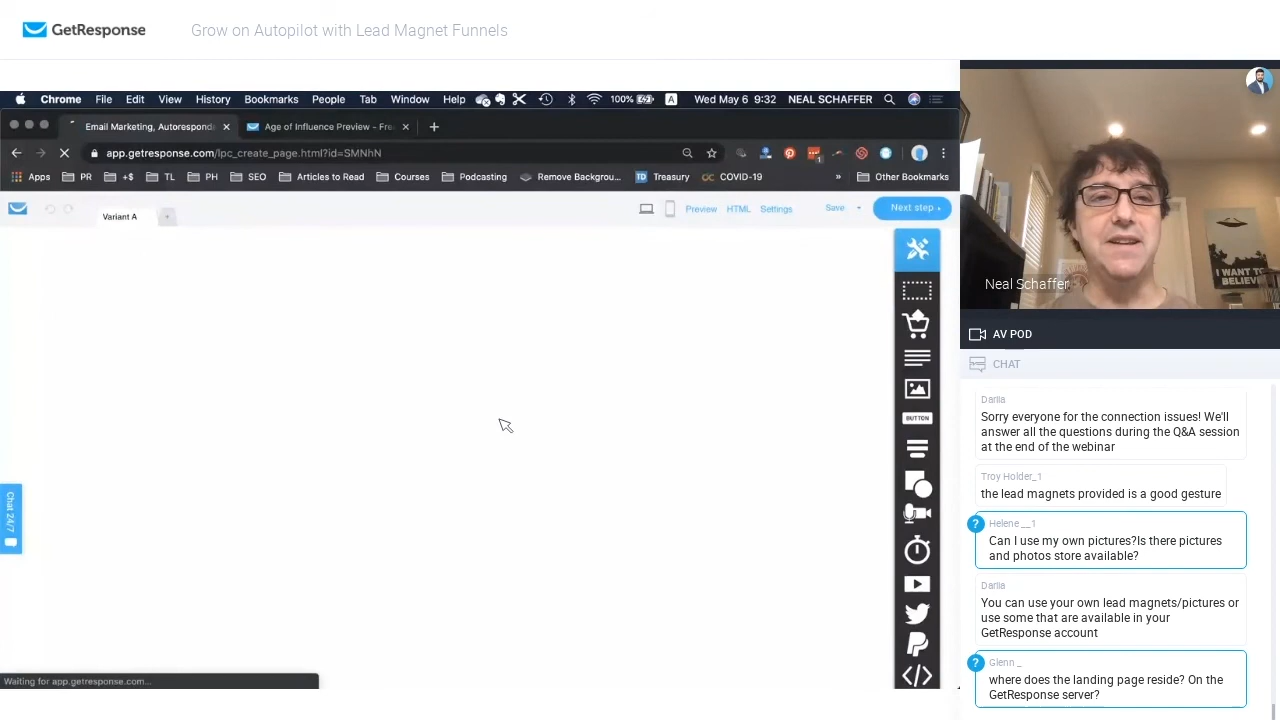 GetResponse
Grow on Autopilot with Lead Magnet Funnels
Chrome File Edit View History Bookmarks People Tab Window Help 100% A Wed May 6 9:32 NEAL SCHAFFER
Email Marketing, Autoresponde
Age of Influence Preview - Fre
app.getresponse.com/lpc_create_page.html?id=SMNhN
Apps PR +$ TL PH SEO Articles to Read Courses Podcasting Remove Backgrou... TD Treasury CC COVID-19 » Other Bookmarks
Variant A
+
Preview HTML Settings Save Next step
BUTTON
Chat 24/7
Waiting for app.getresponse.com...
I WANT TO
BELIEVE
Neal Schaffer
AV POD
CHAT
Dariia
Sorry everyone for the connection issues! We'll
answer all the questions during the Q&A session
at the end of the webinar
Troy Holder_1
the lead magnets provided is a good gesture
?
Helene __1
Can I use my own pictures?Is there pictures
and photos store available?
Dariia
You can use your own lead magnets/pictures or
use some that are available in your
GetResponse account
?
Glenn _
where does the landing page reside? On the
GetResponse server?